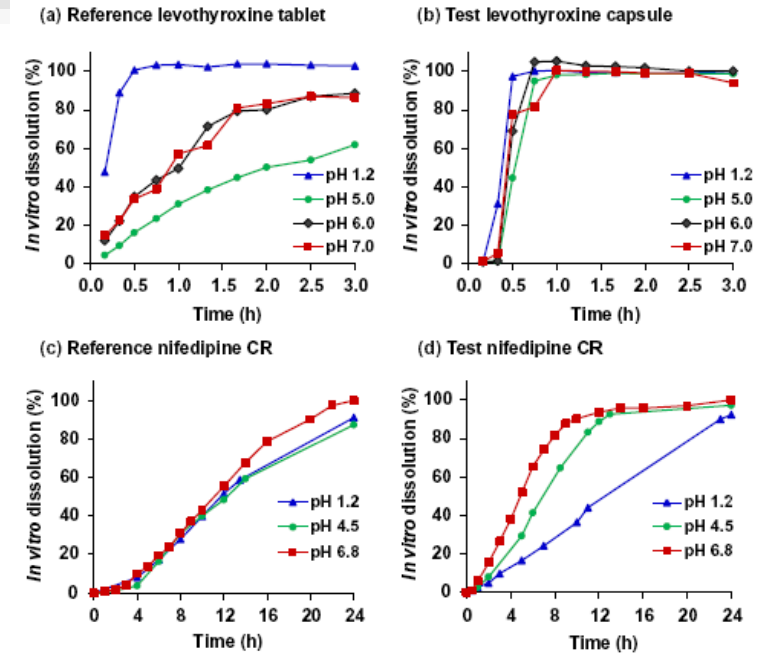 (a) Reference levothyroxine tablet
In vitro dissolution (%)
100
80
60
40
20
0
0.0 0.5 1.0 1.5 2.0 2.5 3.0
Time (h)
pH 1.2
pH 5.0
pH 6.0
pH 7.0
(b) Test levothyroxine capsule
In vitro dissolution (%)
100
80
60
40
20
0
0.0 0.5 1.0 1.5 2.0 2.5 3.0
Time (h)
pH 1.2
pH 5.0
pH 6.0
pH 7.0
(c) Reference nifedipine CR
In vitro dissolution (%)
100
80
60
40
20
0
0 4 8 12 16 20 24
Time (h)
pH 1.2
pH 4.5
pH 6.8
(d) Test nifedipine CR
In vitro dissolution (%)
100
80
60
40
20
0
0 4 8 12 16 20 24
Time (h)
pH 1.2
pH 4.5
pH 6.8